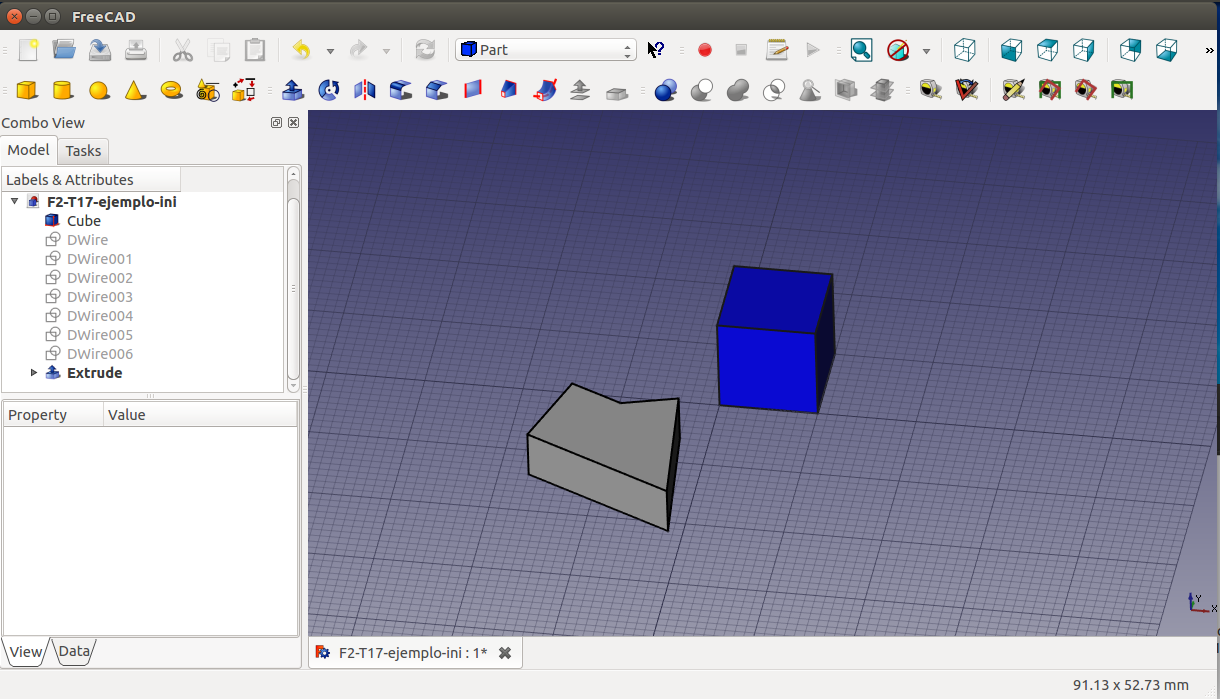 FreeCAD
Part
Combo View
Model Tasks
Labels & Attributes
F2-T17-ejemplo-ini
Cube
DWire
DWire001
DWire002
DWire003
DWire004
DWire005
DWire006
Extrude
Property Value
Y
X
View Data
F2-T17-ejemplo-ini : 1*
91.13 x 52.73 mm